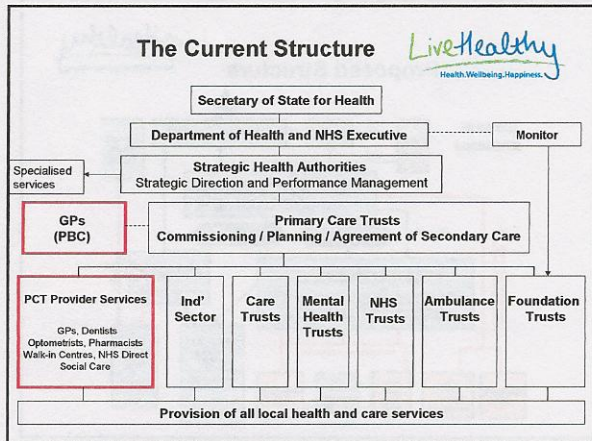 The Current Structure
LiveHealthy
Health.Wellbeing.Happiness.
Secretary of State for Health
Department of Health and NHS Executive
Monitor
Specialised
services
Strategic Health Authorities
Strategic Direction and Performance Management
GPs
(PBC)
Primary Care Trusts
Commissioning / Planning / Agreement of Secondary Care
PCT Provider Services
GPs, Dentists
Optometrists, Pharmacists
Walk-in Centres, NHS Direct
Social Care
Ind'
Sector
Care
Trusts
Mental
Health
Trusts
NHS
Trusts
Ambulance
Trusts
Foundation
Trusts
Provision of all local health and care services